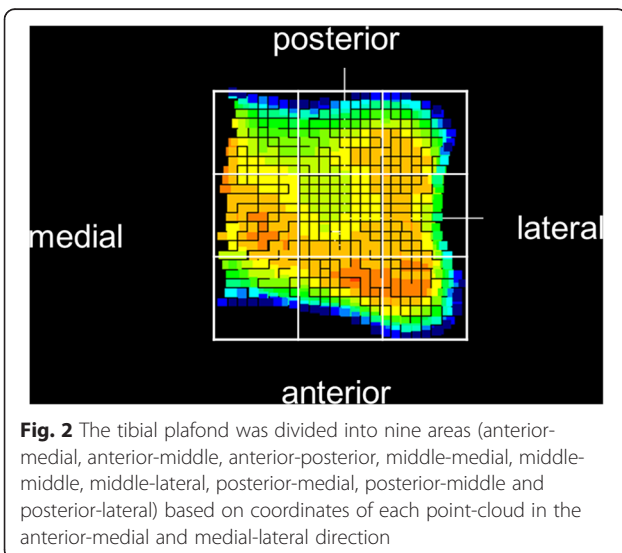 posterior
medial
lateral
anterior
Fig. 2 The tibial plafond was divided into nine areas (anterior-
medial, anterior-middle, anterior-posterior, middle-medial, middle-
middle, middle-lateral, posterior-medial, posterior-middle and
posterior-lateral) based on coordinates of each point-cloud in the
anterior-medial and medial-lateral direction